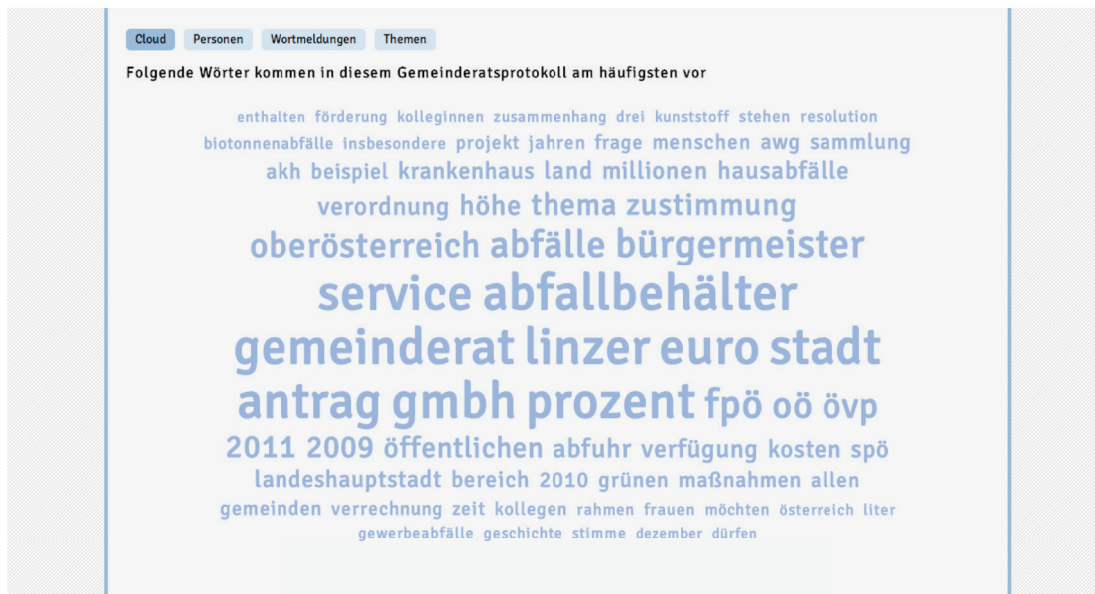 Cloud Personen Wortmeldungen Themen
Folgende Wörter kommen in diesem Gemeinderatsprotokoll am häufigsten vor
enthalten förderung kolleginnen zusammenhang drei kunststoff stehen resolution
biotonnenabfälle insbesondere projekt jahren frage menschen awg sammlung
akh beispiel krankenhaus land millionen hausabfälle
verordnung höhe thema zustimmung
oberösterreich abfälle bürgermeister
service abfallbehälter
gemeinderat linzer euro stadt
antrag gmbh prozent fpö oö övp
2011 2009 öffentlichen abfuhr verfügung kosten spö
landeshauptstadt bereich 2010 grünen maßnahmen allen
gemeinden verrechnung zeit kollegen rahmen frauen möchten österreich liter
gewerbeabfälle geschichte stimme dezember dürfen